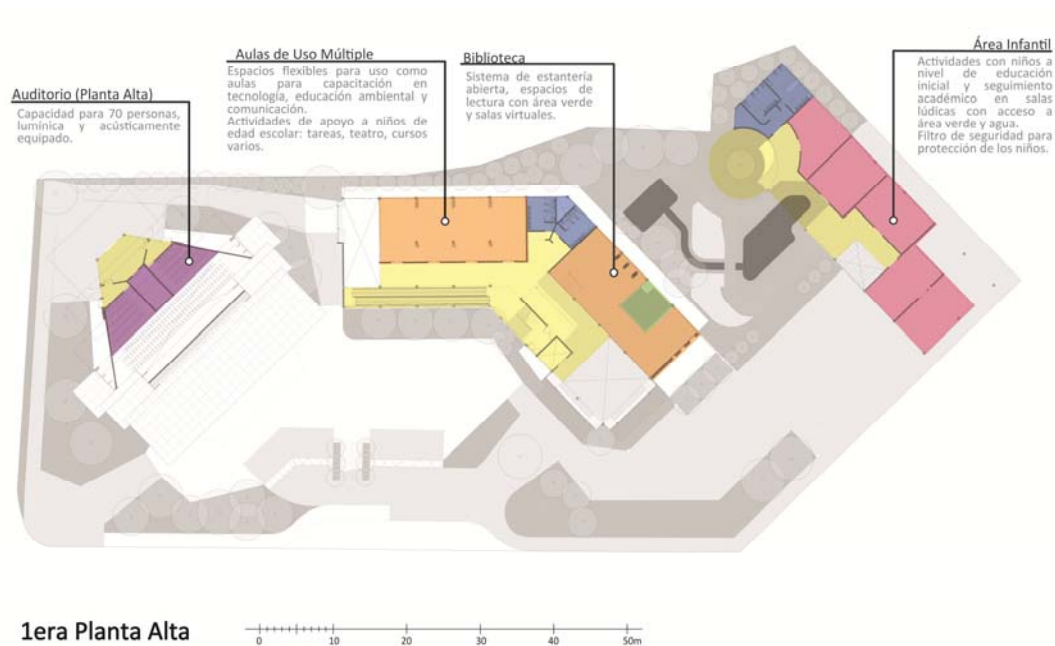 Auditorio (Planta Alta)
Capacidad para 70 personas,
lumínica y acústicamente
equipado.
Aulas de Uso Múltiple
Espacios flexibles para uso como
aulas para capacitación en
tecnología, educación ambiental y
comunicación.
Actividades de apoyo a niños de
edad escolar: tareas, teatro, cursos
varios.
Biblioteca
Sistema de estantería
abierta, espacios de
lectura con área verde
y salas virtuales.
Área Infantil
Actividades con niños a
nivel de educación
inicial y seguimiento
académico en salas
lúdicas con acceso a
área verde y agua.
Filtro de seguridad para
protección de los niños.
1era Planta Alta
0 10 20 30 40 50m